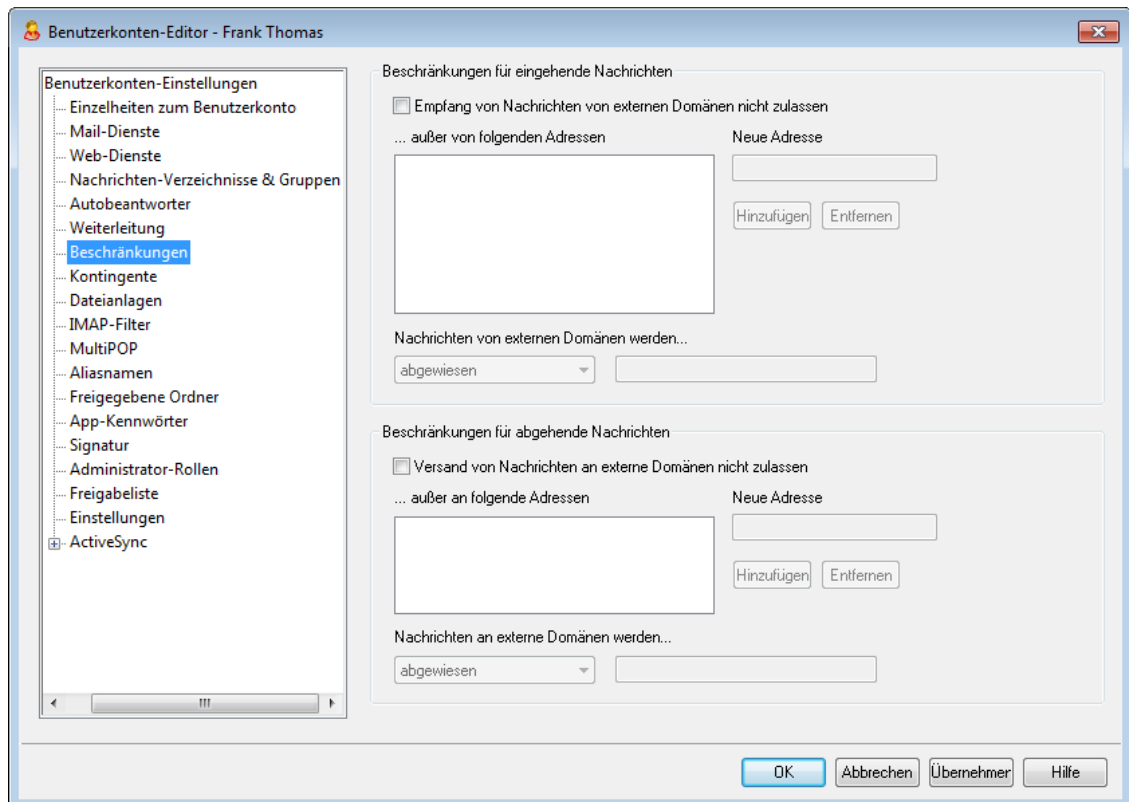 Benutzerkonten-Editor - Frank Thomas
Benutzerkonten-Einstellungen
Einzelheiten zum Benutzerkonto
Mail-Dienste
Web-Dienste
Nachrichten-Verzeichnisse & Gruppen
Autobeantworter
Weiterleitung
Beschränkungen
Kontingente
Dateianlagen
IMAP-Filter
MultiPOP
Aliasnamen
Freigegebene Ordner
App-Kennwörter
Signatur
Administrator-Rollen
Freigabeliste
Einstellungen
ActiveSync
Beschränkungen für eingehende Nachrichten
Empfang von Nachrichten von externen Domänen nicht zulassen
... außer von folgenden Adressen
Neue Adresse
Hinzufügen Entfernen
Nachrichten von externen Domänen werden...
abgewiesen
Beschränkungen für abgehende Nachrichten
Versand von Nachrichten an externe Domänen nicht zulassen
... außer an folgende Adressen
Neue Adresse
Hinzufügen Entfernen
Nachrichten an externe Domänen werden...
abgewiesen
OK Abbrechen Übernehmer Hilfe